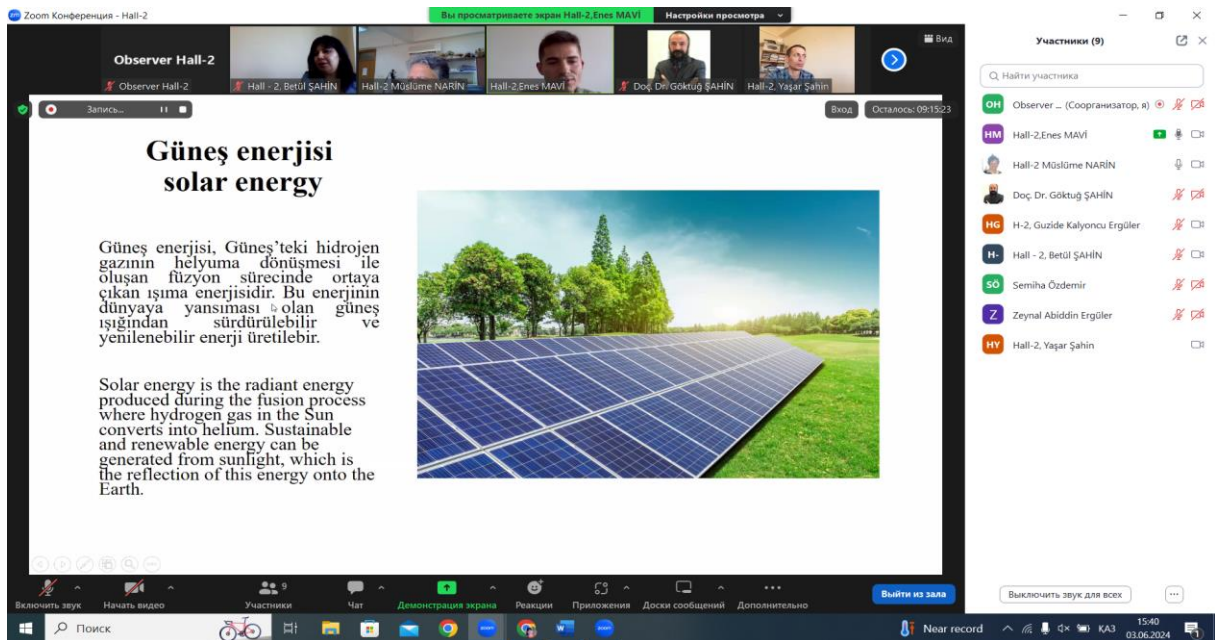 Zoom Конференция - Hall-2
Вы просматриваете экран Hall-2,Enes MAVİ
Настройки просмотра
Observer Hall-2
Observer Hall-2
Hall - 2, Betül ŞAHİN
Hall-2 Müslüme NARİN
Hall-2,Enes MAVİ
Doç. Dr. Göktuğ ŞAHİN
Hall-2, Yaşar Şahin
Вид
Запись...
Вход
Осталось: 09:15:23
Güneş enerjisi
solar energy
Güneş enerjisi, Güneş’teki hidrojen
gazının helyuma dönüşmesi ile
oluşan füzyon sürecinde ortaya
çıkan ışıma enerjisidir. Bu enerjinin
dünyaya yansıması olan güneş
ışığından sürdürülebilir ve
yenilenebilir enerji üretilebir.
Solar energy is the radiant energy
produced during the fusion process
where hydrogen gas in the Sun
converts into helium. Sustainable
and renewable energy can be
generated from sunlight, which is
the reflection of this energy onto the
Earth.
Участники (9)
Найти участника
OH Observer ... (Соорганизатор, я)
HM Hall-2,Enes MAVİ
Hall-2 Müslüme NARİN
Doç. Dr. Göktuğ ŞAHİN
HG H-2, Guzide Kalyoncu Ergüler
H- Hall - 2, Betül ŞAHİN
SÖ Semiha Özdemir
Z Zeynal Abiddin Ergüler
HY Hall-2, Yaşar Şahin
Включить звук
Начать видео
9
Участники
Чат
Демонстрация экрана
Реакции
Приложения
Доски сообщений
Дополнительно
Выйти из зала
Выключить звук для всех
Поиск
Near record
ҚАЗ
15:40
03.06.2024